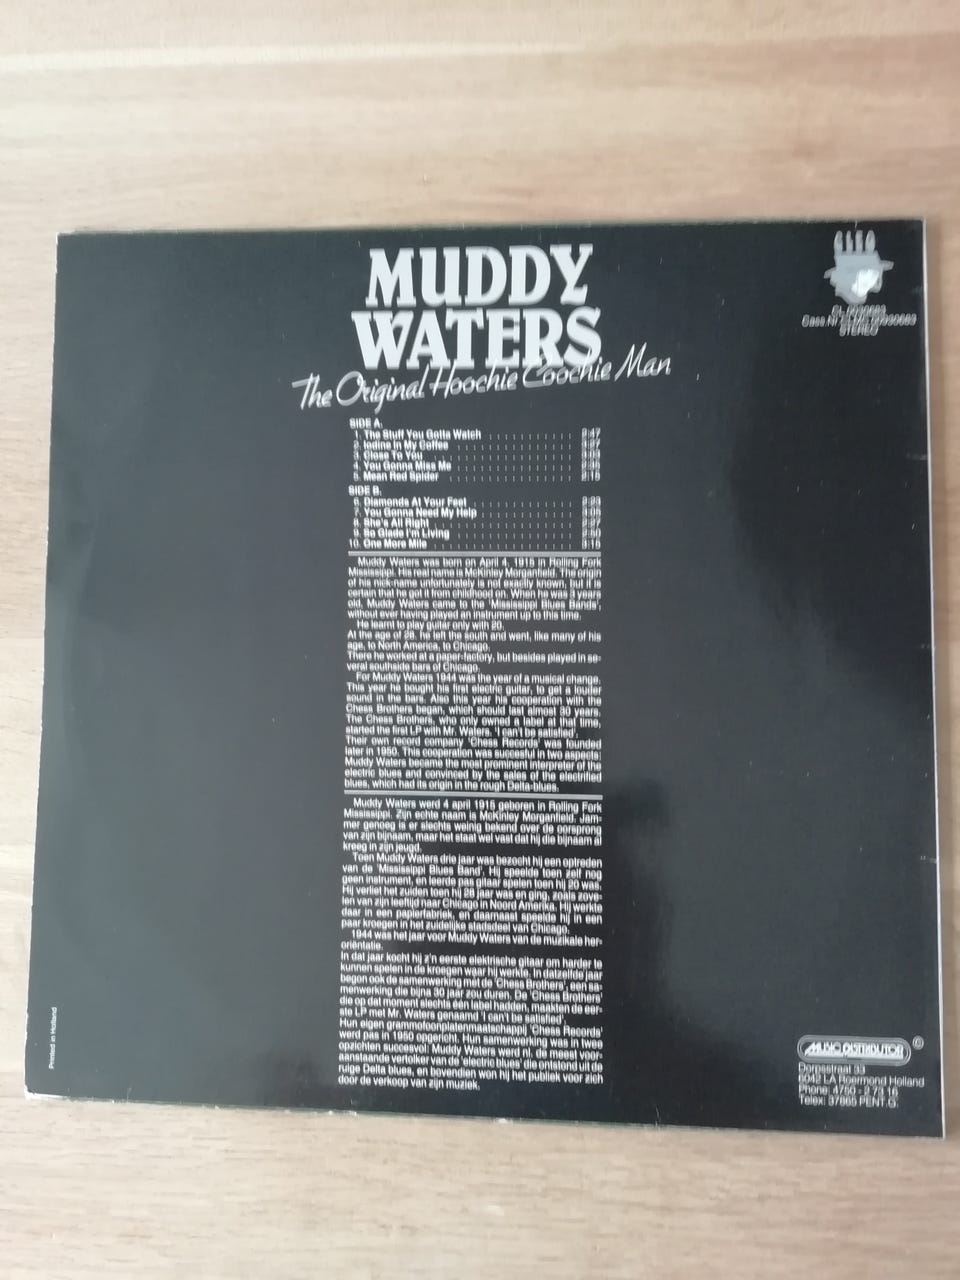 MUDDY
WATERS
The Original Hoochie Coochie Man
CLEO
CL 0020683
Cass.Nr
STEREO
SIDE A.
1. The Stuff You Gotta Watch
2. Iodine In My Coffee
3. Close To You
4. You Gonna Miss Me
5. Mean Red Spider
SIDE B.
6. Diamonds At Your Feet
7. You Gonna Need My Help
8. She's All Right
9. So Glade I'm Living
10. One More Mile
Muddy Waters was born on April 4, 1915 in Rolling Fork
Mississippi. His real name is McKinley Morganfield. The origin
of his nick-name unfortunately is not exactly known, but it is
certain that he got it from childhood on. When he was 3 years
old, Muddy Waters came to the 'Mississippi Blues Bands',
without ever having played an instrument up to this time.
He learnt to play guitar only with 20.
At the age of 28, he left the south and went, like many of his
age, to North America, to Chicago.
There he worked at a paper-factory, but besides played in se-
veral southside bars of Chicago.
For Muddy Waters 1944 was the year of a musical change.
This year he bought his first electric guitar, to get a louder
sound in the bars. Also this year his cooperation with the
Chess Brothers began, which should last almost 30 years.
The Chess Brothers, who only owned a label at that time,
started the first LP with Mr. Waters, 'I can't be satisfied'.
Their own record company 'Chess Records' was founded
later in 1950. This cooperation was succesful in two aspects:
Muddy Waters became the most prominent interpreter of the
electric blues and convinced by the sales of the electrified
blues, which had its origin in the rough Delta-blues.
Muddy Waters werd 4 april 1915 geboren in Rolling Fork
Mississippi. Zijn echte naam is McKinley Morganfield. Jam-
mer genoeg is er slechts weinig bekend over de oorsprong
van zijn bijnaam, maar het staat wel vast dat hij die bijnaam al
kreeg in zijn jeugd.
Toen Muddy Waters drie jaar was bezocht hij een optreden
van de 'Mississippi Blues Band'. Hij speelde toen zelf nog
geen instrument, en leerde pas gitaar spelen toen hij 20 was.
Hij verliet het zuiden toen hij 28 jaar was en ging, zoals zove-
len van zijn leeftijd naar Chicago in Noord Amerika. Hij werkte
daar in een papierfabriek, en daarnaast speelde hij in een
paar kroegen in het zuidelijke stadsdeel van Chicago.
1944 was het jaar voor Muddy Waters van de muzikale her-
oriëntatie.
In dat jaar kocht hij z'n eerste elektrische gitaar om harder te
kunnen spelen in de kroegen waar hij werkte. In datzelfde jaar
begon ook de samenwerking met de 'Chess Brothers', een sa-
menwerking die bijna 30 jaar zou duren. De 'Chess Brothers'
die op dat moment slechts één label hadden, maakten de eer-
ste LP met Mr. Waters genaamd 'I can't be satisfied'.
Hun eigen grammofoonplatenmaatschappij 'Chess Records'
werd pas in 1950 opgericht. Hun samenwerking was in twee
opzichten succesvol: Muddy Waters werd nl. de meest voor-
aanstaande vertolker van de 'electric blues' die ontstond uit de
ruige Delta blues, en bovendien won hij het publiek voor zich
door de verkoop van zijn muziek.
Printed in Holland
MUSIC DISTRIBUTOR ©
Dorpsstraat 33
6042 LA Roermond Holland
Phone: 4750 - 2 73 16
Telex: 37865 PENT.G.